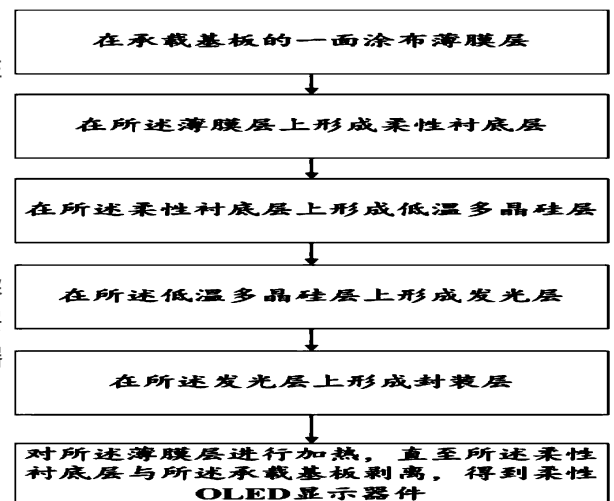 在承载基板的一面涂布薄膜层
在所述薄膜层上形成柔性衬底层
在所述柔性衬底层上形成低温多晶硅层
在所述低温多晶硅层上形成发光层
在所述发光层上形成封装层
对所述薄膜层进行加热，直至所述柔性
衬底层与所述承载基板剥离，得到柔性
OLED显示器件